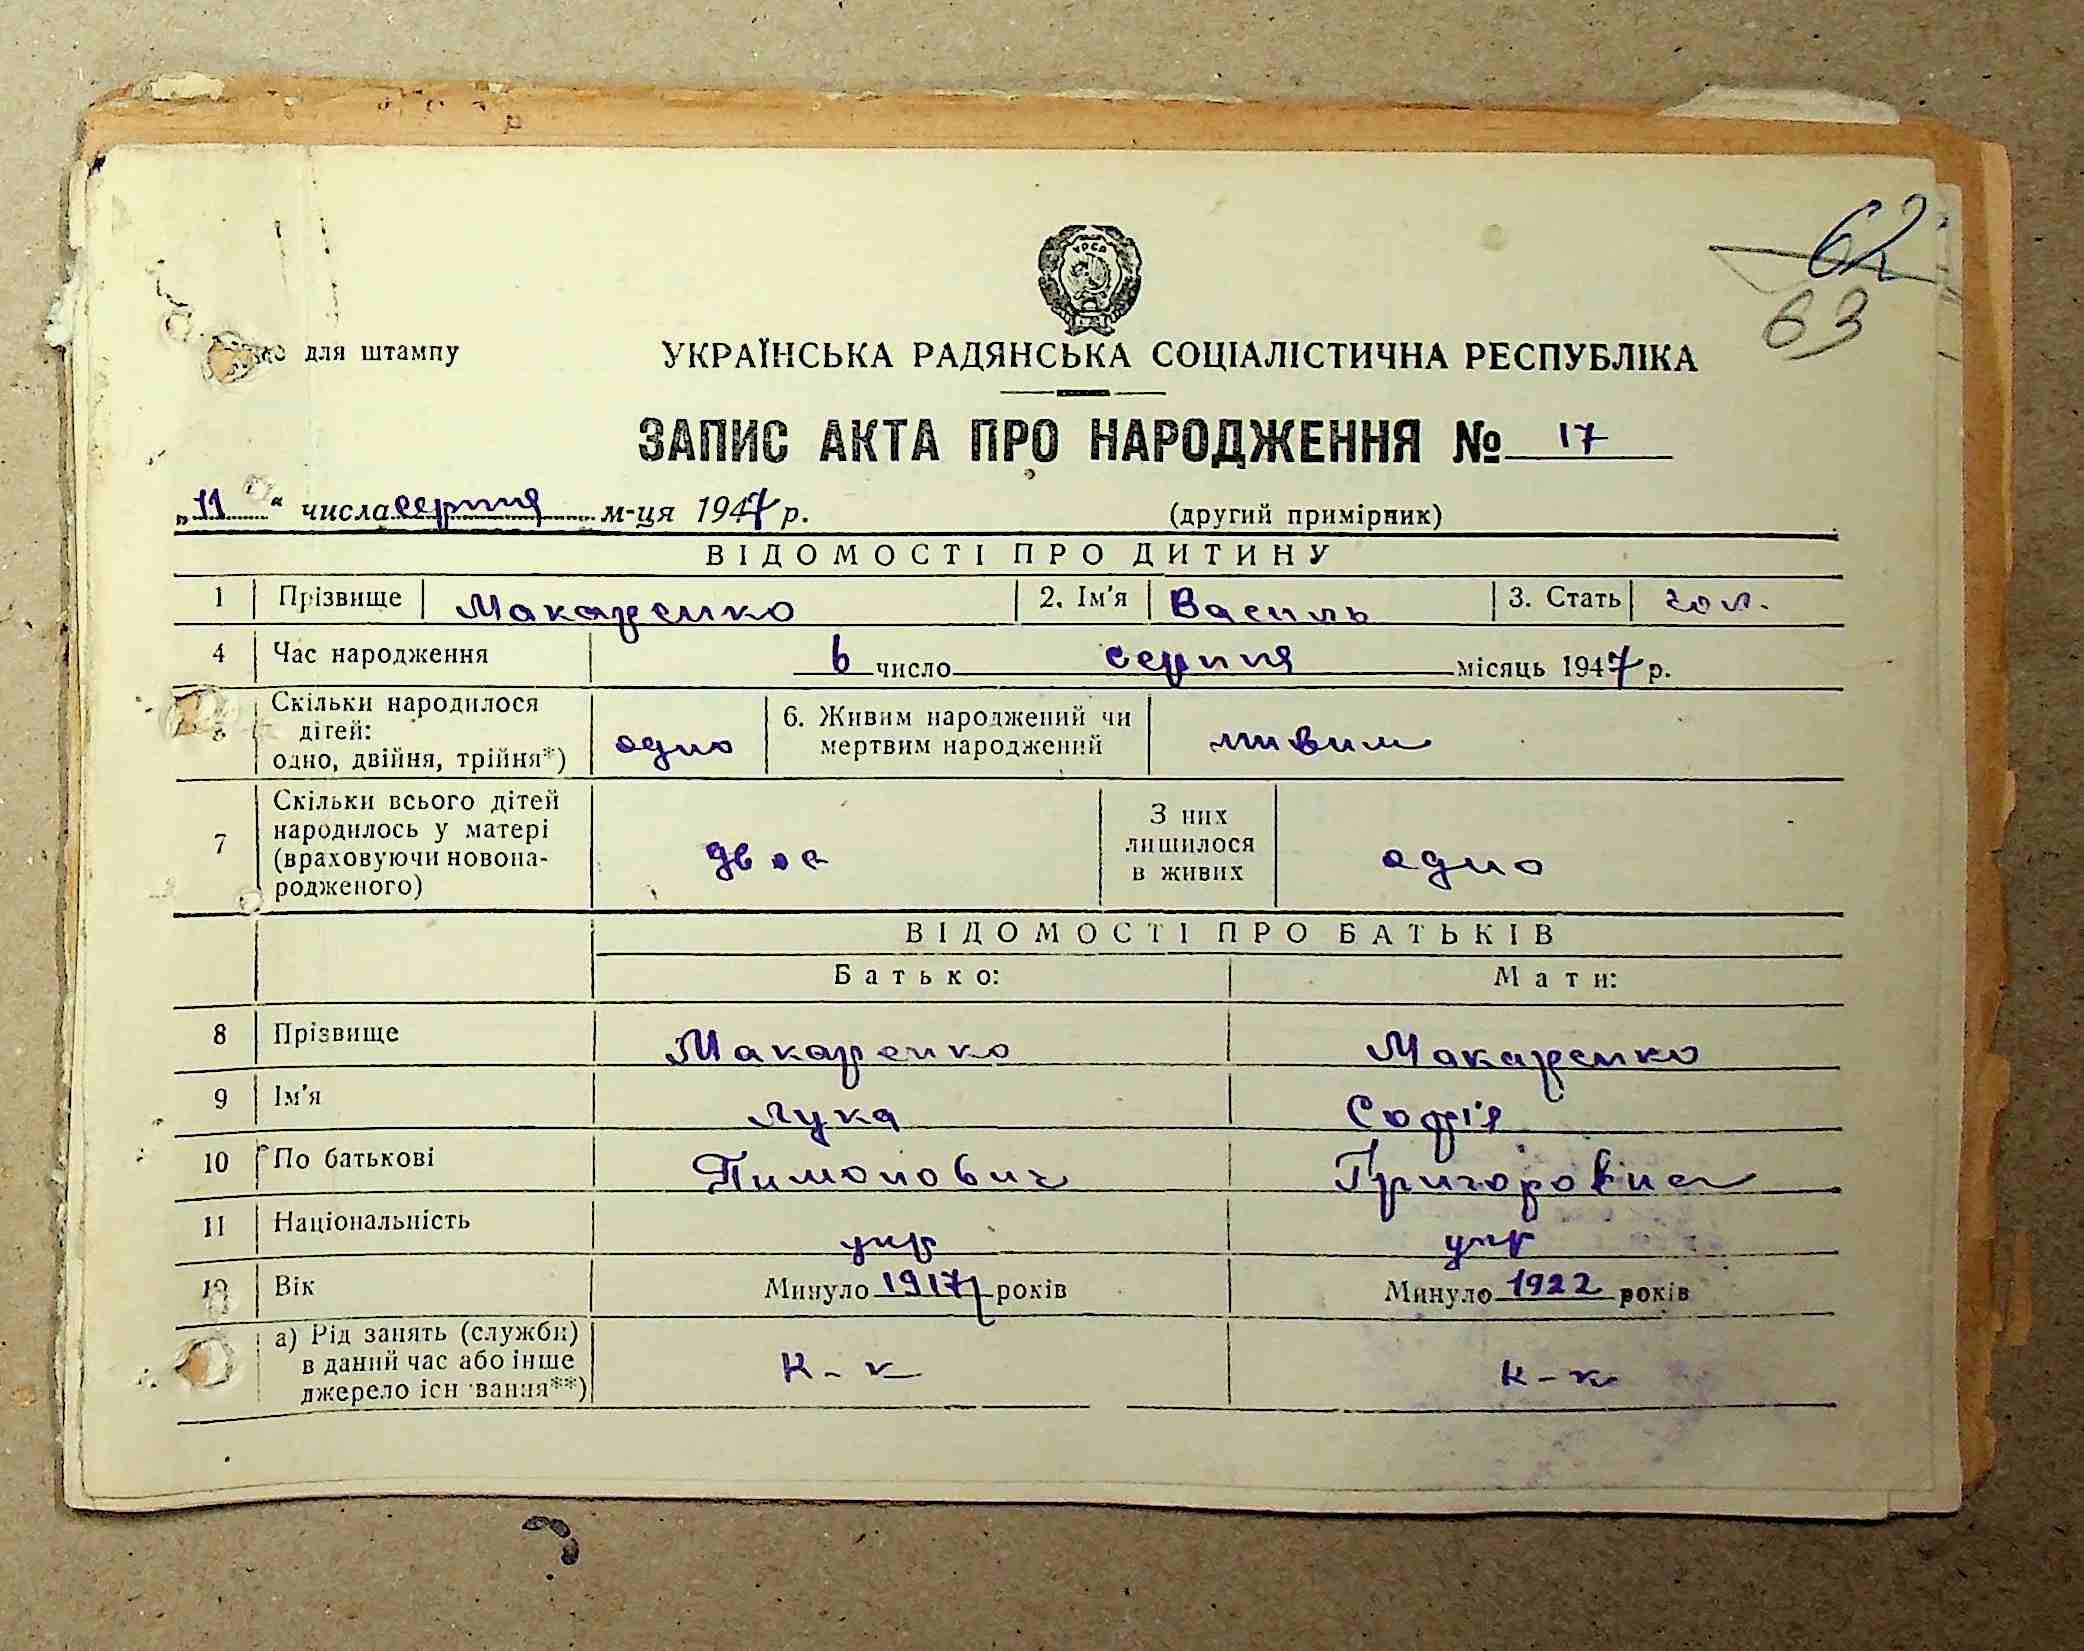 62
63
УРСР
для штампу
УКРАЇНСЬКА РАДЯНСЬКА СОЦІАЛІСТИЧНА РЕСПУБЛІКА
ЗАПИС АКТА ПРО НАРОДЖЕННЯ № 17
„11“ числа серпня м-ця 1947 р. (другий примірник)
ВІДОМОСТІ ПРО ДИТИНУ
1 Прізвище Макаренко 2. Ім'я Василь 3. Стать чол.
4 Час народження 6 число серпня місяць 1947 р.
Скільки народилося
дітей:
одно, двійня, трійня*)
одно
6. Живим народжений чи
мертвим народжений
живим
7
Скільки всього дітей
народилось у матері
(враховуючи новона-
родженого)
двоє
З них
лишилося
в живих
одно
ВІДОМОСТІ ПРО БАТЬКІВ
Батько: Мати:
8 Прізвище Макаренко Макаренко
9 Ім'я Лука Софія
10 По батькові Пимонович Григоровна
11 Національність укр укр
12 Вік Минуло 1917 років Минуло 1922 років
а) Рід занять (служби)
в даний час або інше
джерело існування**)
к-к к-к